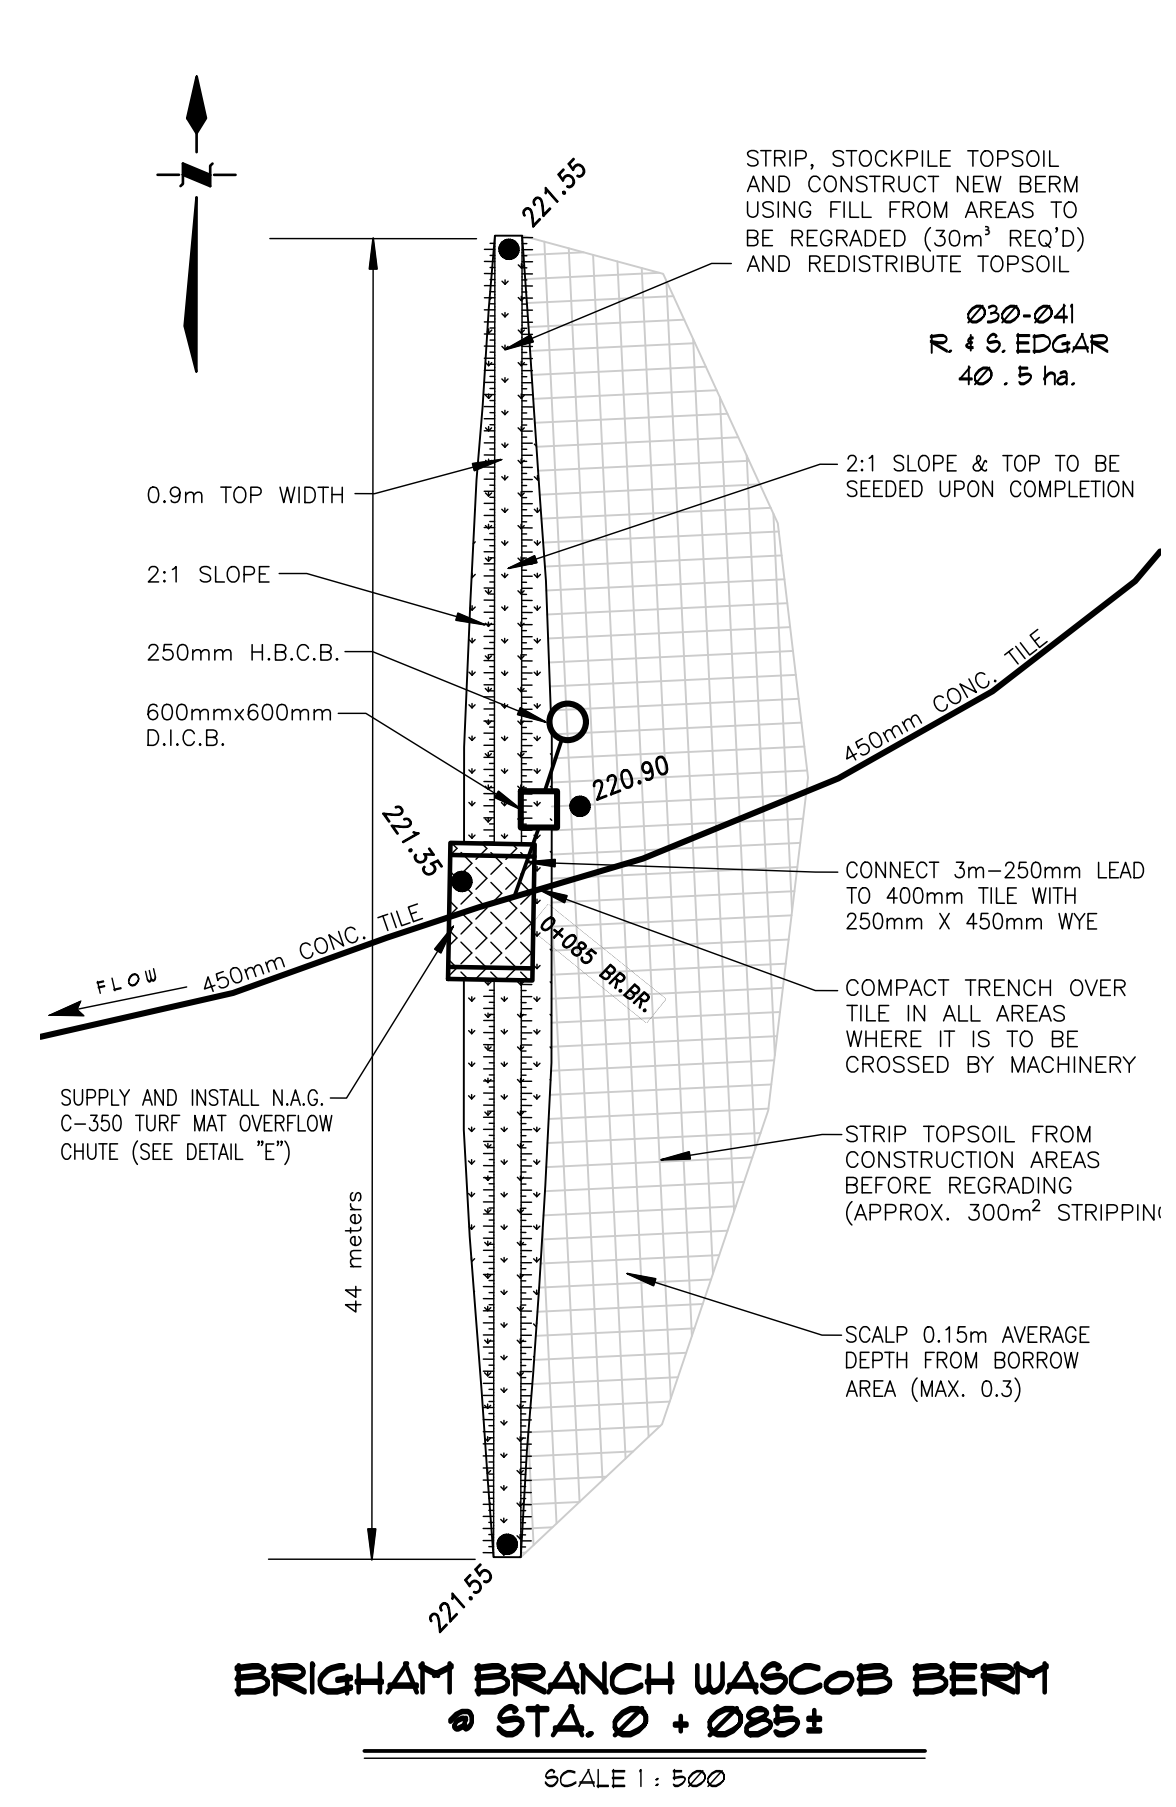 N
221.55
STRIP, STOCKPILE TOPSOIL
AND CONSTRUCT NEW BERM
USING FILL FROM AREAS TO
BE REGRADED (30m³ REQ'D)
AND REDISTRIBUTE TOPSOIL
Ø3Ø-Ø41
R. & S. EDGAR
4Ø . 5 ha.
2:1 SLOPE & TOP TO BE
SEEDED UPON COMPLETION
0.9m TOP WIDTH
2:1 SLOPE
250mm H.B.C.B.
600mmx600mm
D.I.C.B.
450mm CONC. TILE
220.90
221.35
CONNECT 3m-250mm LEAD
TO 400mm TILE WITH
250mm X 450mm WYE
0+085 BR.BR.
450mm CONC. TILE
FLOW
COMPACT TRENCH OVER
TILE IN ALL AREAS
WHERE IT IS TO BE
CROSSED BY MACHINERY
SUPPLY AND INSTALL N.A.G.
C-350 TURF MAT OVERFLOW
CHUTE (SEE DETAIL "E")
STRIP TOPSOIL FROM
CONSTRUCTION AREAS
BEFORE REGRADING
(APPROX. 300m² STRIPPING
44 meters
SCALP 0.15m AVERAGE
DEPTH FROM BORROW
AREA (MAX. 0.3)
221.55
BRIGHAM BRANCH WASCoB BERM
@ STA. Ø + Ø85±
SCALE 1 : 5ØØ